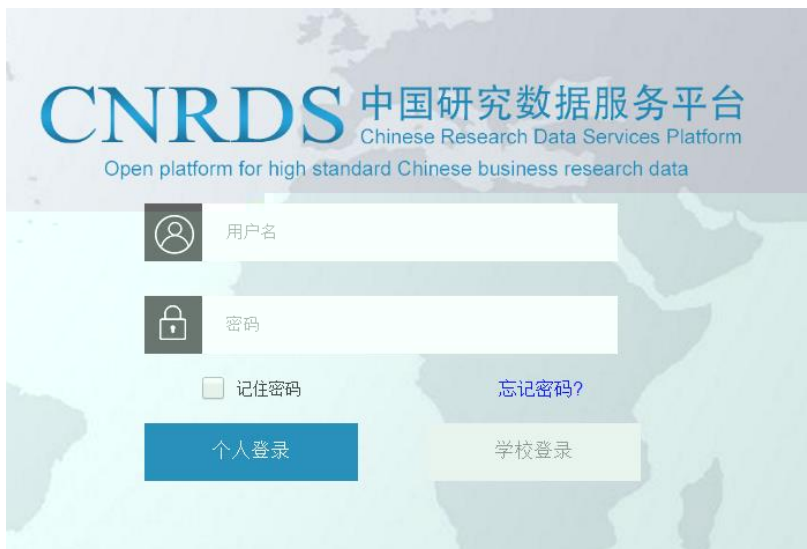 CNRDS 中国研究数据服务平台
Chinese Research Data Services Platform
Open platform for high standard Chinese business research data
用户名
密码
记住密码 忘记密码?
个人登录 学校登录